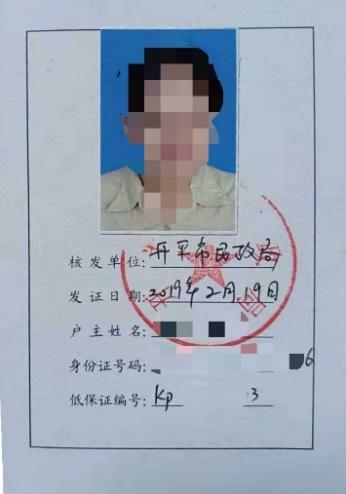 核发单位: 开平市民政局
发证日期: 2019年2月19日
户主姓名:
身份证号码: 6
低保证编号: Kp 13